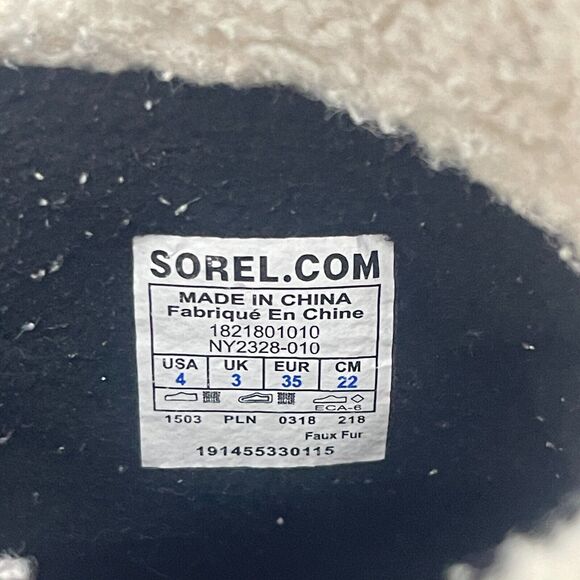 SOREL.COM
MADE IN CHINA
Fabriqué En Chine
1821801010
NY2328-010
USA UK EUR CM
4 3 35 22
ECA-6
1503 PLN 0318 218
Faux Fur
191455330115